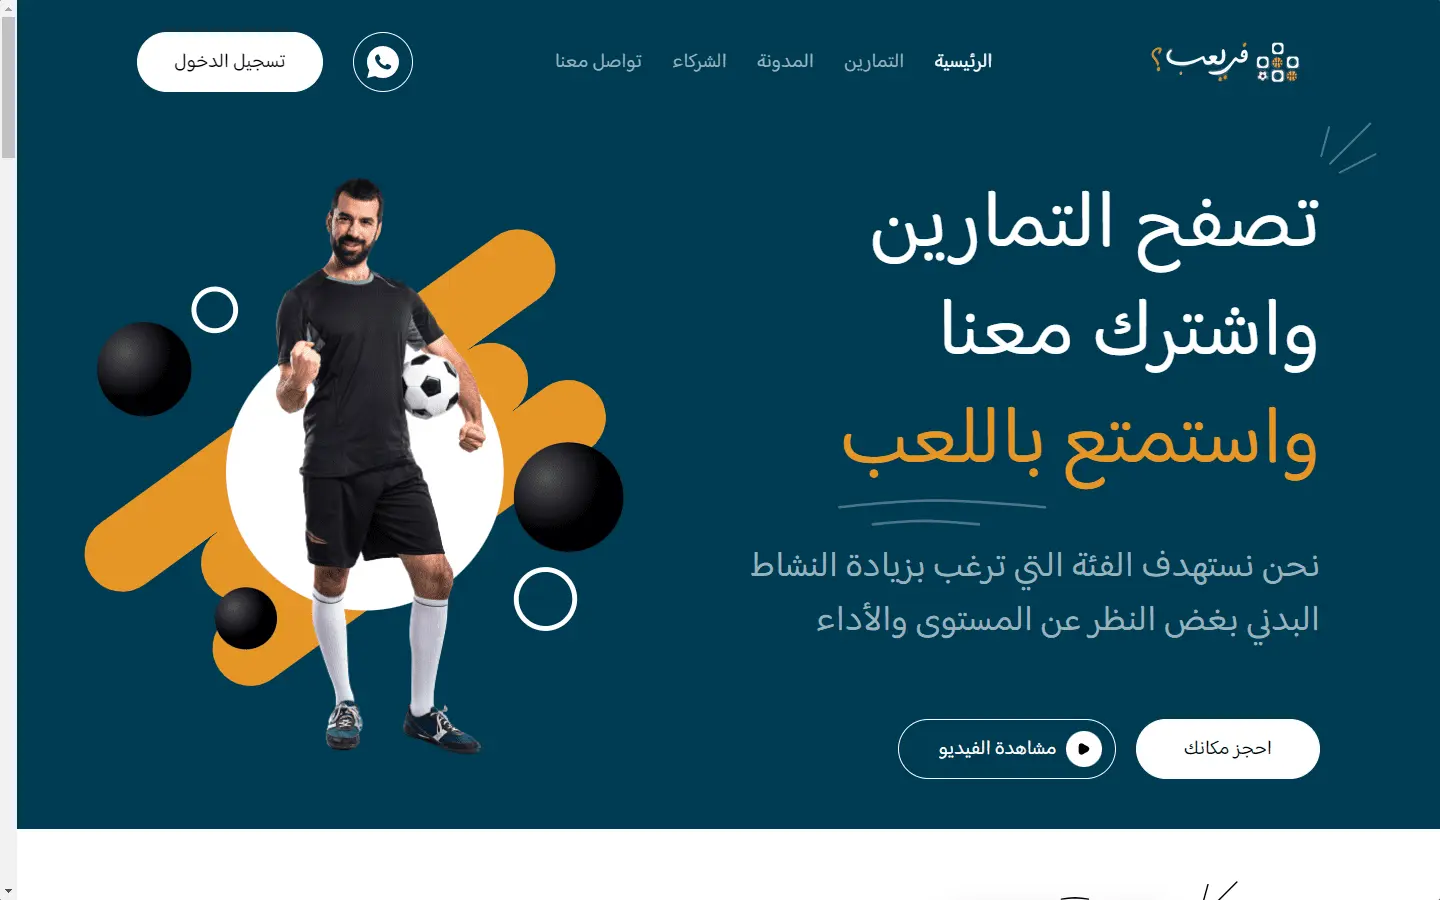 فريلعب؟
الرئيسية
التمارين
المدونة
الشركاء
تواصل معنا
تسجيل الدخول
تصفح التمارين
واشترك معنا
واستمتع باللعب
نحن نستهدف الفئة التي ترغب بزيادة النشاط
البدني بغض النظر عن المستوى والأداء
احجز مكانك
مشاهدة الفيديو